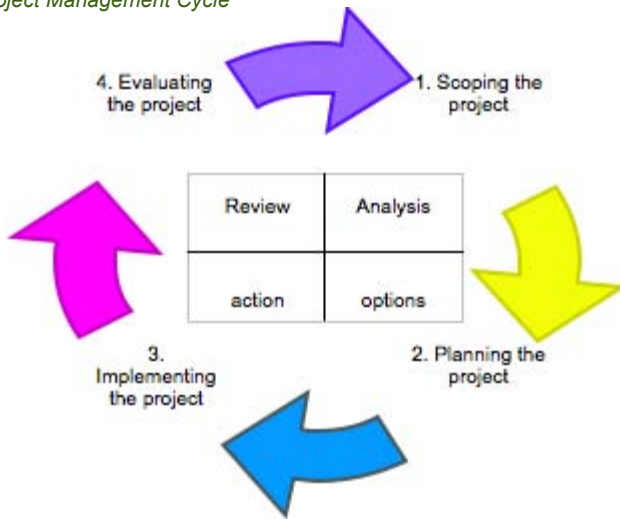 Project Management Cycle
4. Evaluating
the project
1. Scoping the
project
Review
Analysis
action
options
3.
Implementing
the project
2. Planning the
project